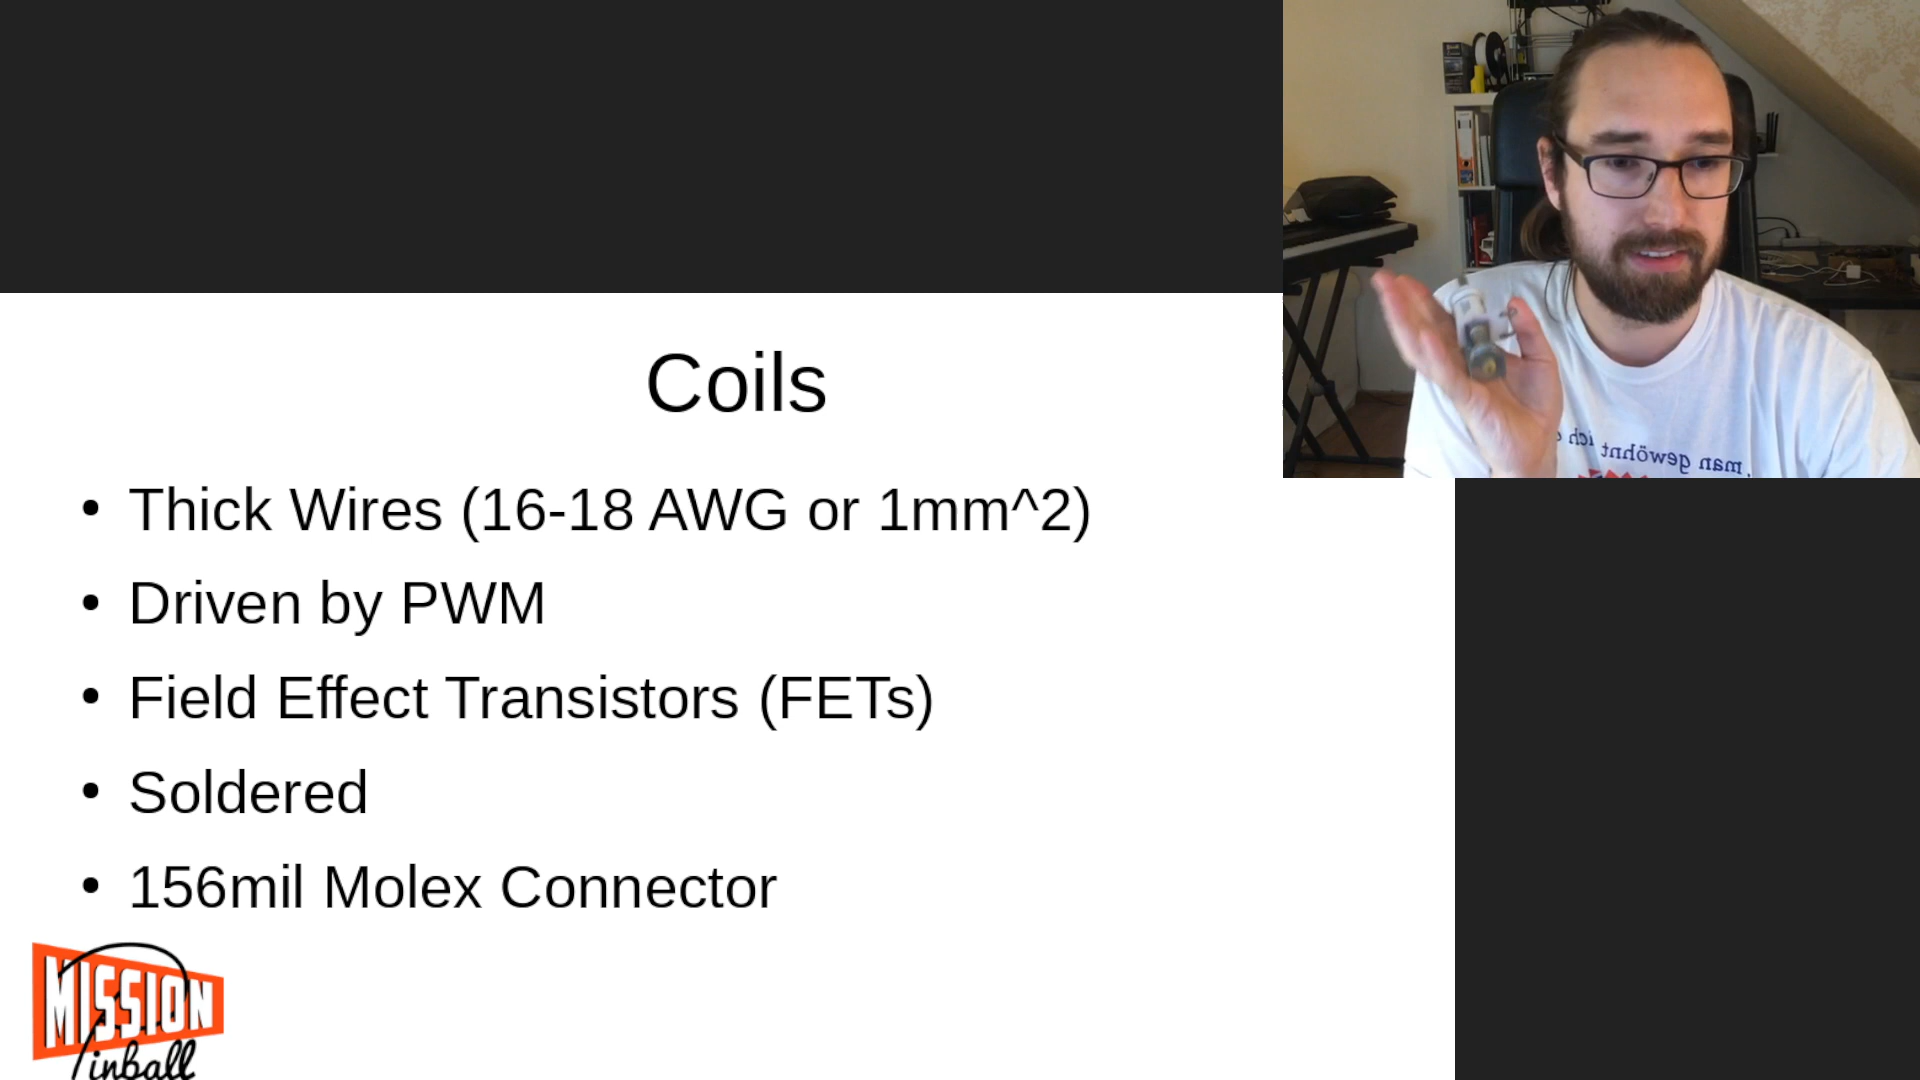 Coils
• Thick Wires (16-18 AWG or 1mm^2)
• Driven by PWM
• Field Effect Transistors (FETs)
• Soldered
• 156mil Molex Connector
MISSION
Pinball
ich
man gewöhnt